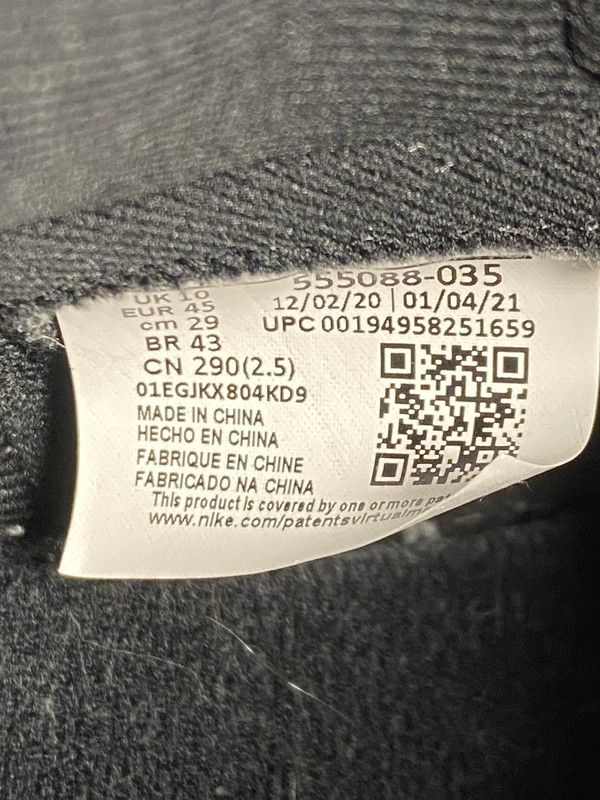 UK 10
EUR 45
cm 29
BR 43
CN 290(2.5)
01EGJKX804KD9
555088-035
12/02/20 | 01/04/21
UPC 00194958251659
MADE IN CHINA
HECHO EN CHINA
FABRIQUE EN CHINE
FABRICADO NA CHINA
This product is covered by one or more
www.nike.com/patents